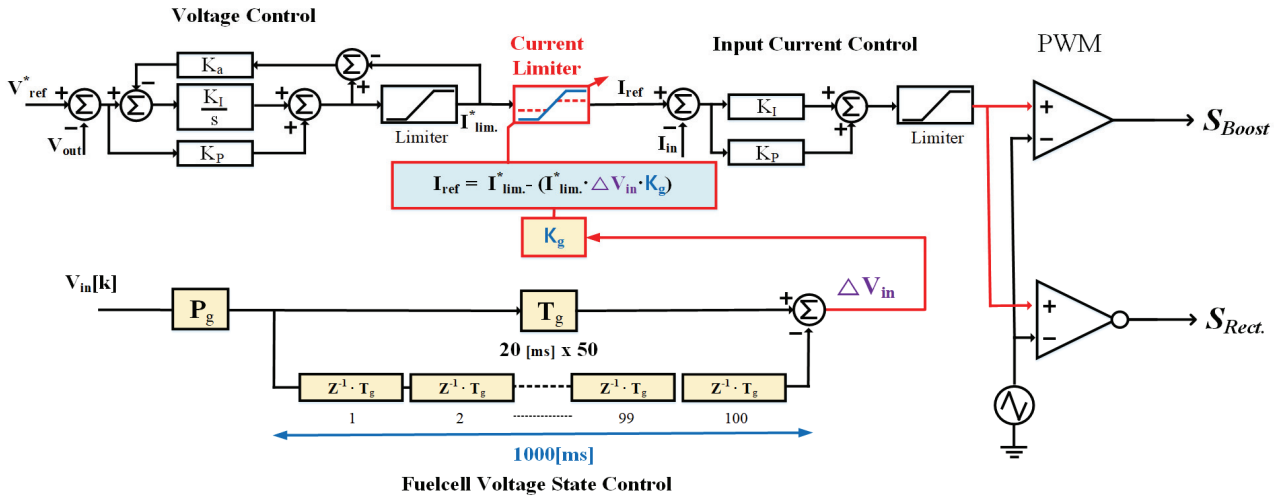 Voltage Control
Current
Limiter
Input Current Control
PWM
V*ref
+
−
Vout
+
−
Ka
KI
s
KP
+
+
−
+
Limiter
I*lim.
Iref
+
−
Iin
KI
KP
+
+
Limiter
+
−
SBoost
Iref = I*lim.- (I*lim.·△Vin·Kg)
Kg
Vin[k]
Pg
Tg
20 [ms] x 50
+
−
△Vin
Z-1 · Tg
Z-1 · Tg
Z-1 · Tg
Z-1 · Tg
1
2
99
100
1000[ms]
Fuelcell Voltage State Control
+
−
SRect.